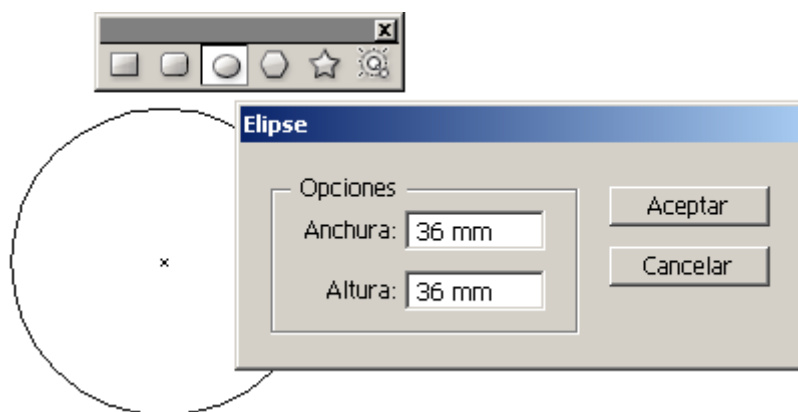 Elipse
Opciones
Anchura: 36 mm
Altura: 36 mm
Aceptar
Cancelar